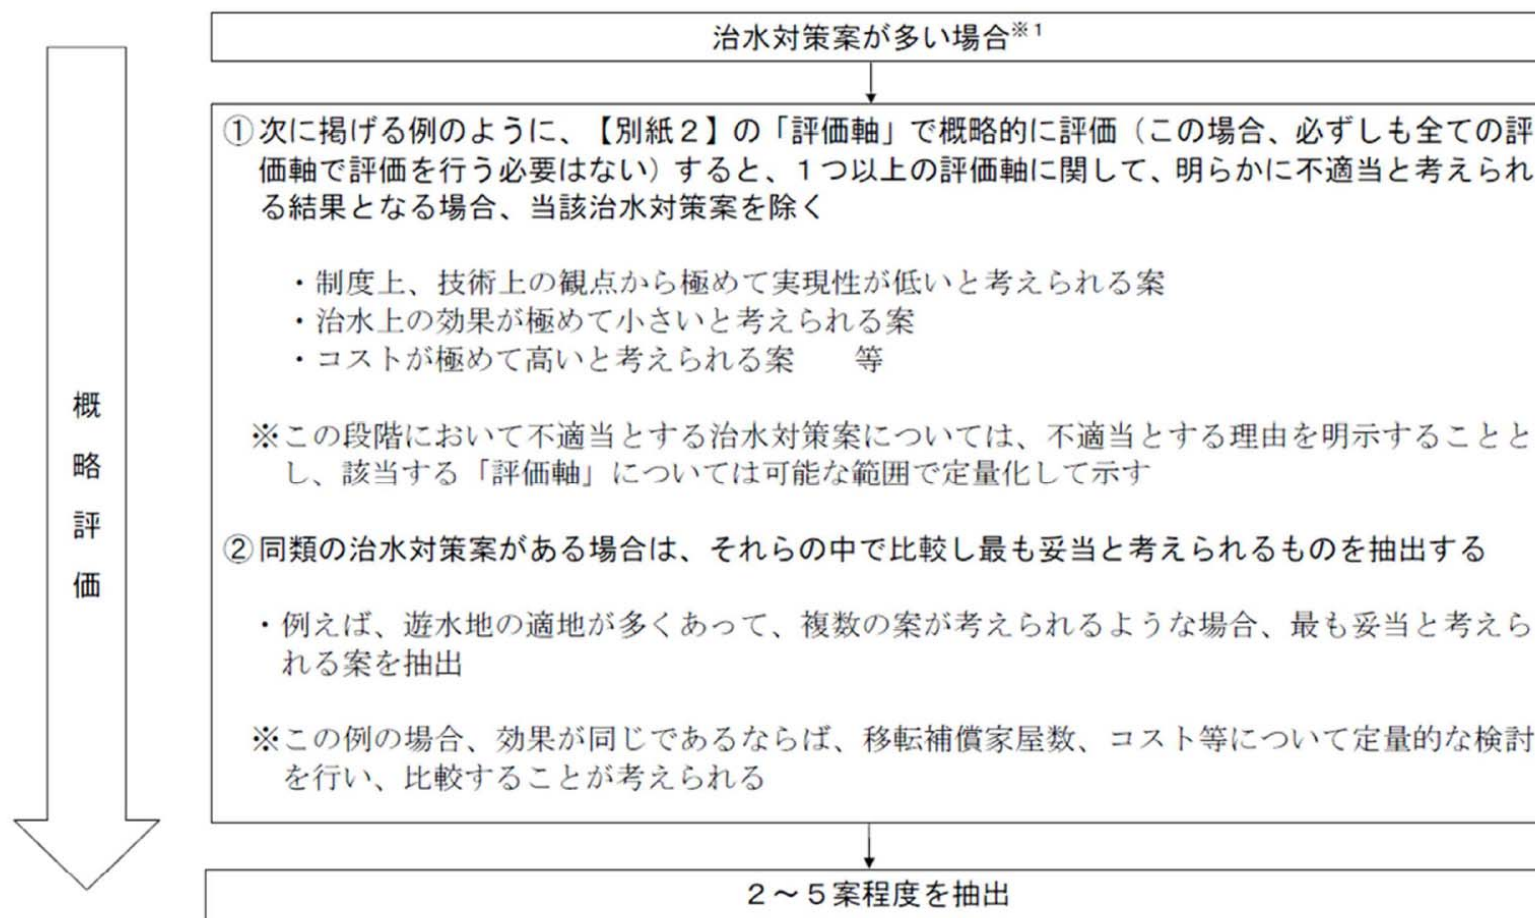 治水対策案が多い場合※1
①次に掲げる例のように、【別紙2】の「評価軸」で概略的に評価（この場合、必ずしも全ての評
価軸で評価を行う必要はない）すると、1つ以上の評価軸に関して、明らかに不適当と考えられ
る結果となる場合、当該治水対策案を除く
・制度上、技術上の観点から極めて実現性が低いと考えられる案
・治水上の効果が極めて小さいと考えられる案
・コストが極めて高いと考えられる案　　等
※この段階において不適当とする治水対策案については、不適当とする理由を明示することと
し、該当する「評価軸」については可能な範囲で定量化して示す
②同類の治水対策案がある場合は、それらの中で比較し最も妥当と考えられるものを抽出する
・例えば、遊水地の適地が多くあって、複数の案が考えられるような場合、最も妥当と考えら
れる案を抽出
※この例の場合、効果が同じであるならば、移転補償家屋数、コスト等について定量的な検討
を行い、比較することが考えられる
概略評価
2～5案程度を抽出